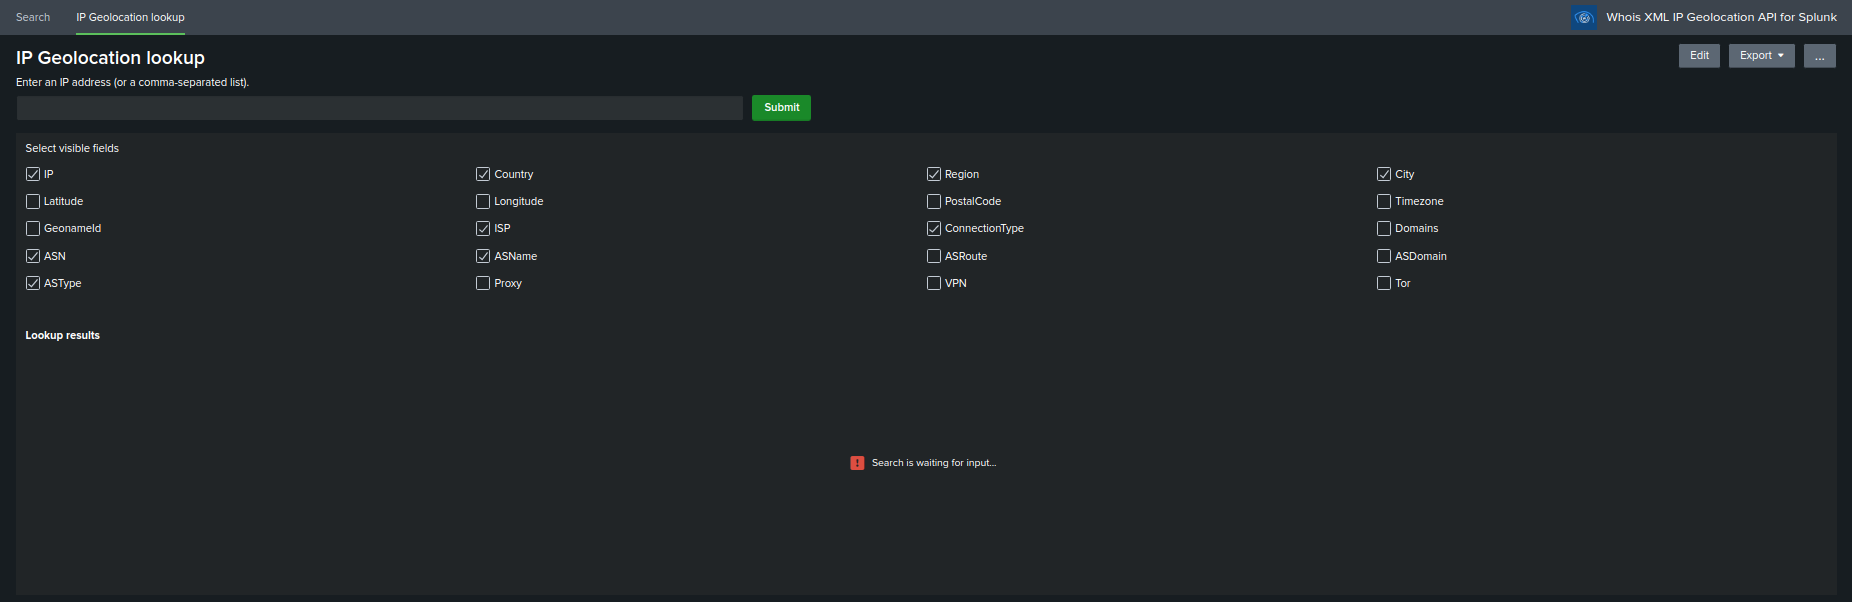 Search IP Geolocation lookup Whois XML IP Geolocation API for Splunk
IP Geolocation lookup Edit Export ...
Enter an IP address (or a comma-separated list).
Submit
Select visible fields
IP Country Region City
Latitude Longitude PostalCode Timezone
GeonameId ISP ConnectionType Domains
ASN ASName ASRoute ASDomain
ASType Proxy VPN Tor
Lookup results
! Search is waiting for input...